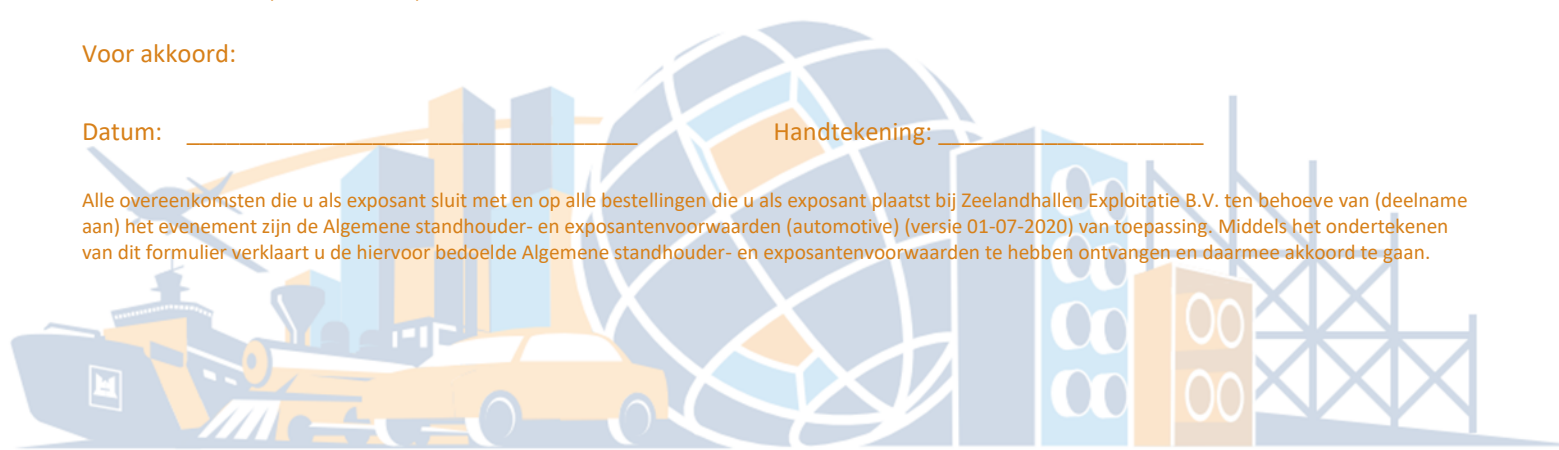 Voor akkoord:
Datum: __________________________________ Handtekening: ____________________
Alle overeenkomsten die u als exposant sluit met en op alle bestellingen die u als exposant plaatst bij Zeelandhallen Exploitatie B.V. ten behoeve van (deelname
aan) het evenement zijn de Algemene standhouder- en exposantenvoorwaarden (automotive) (versie 01-07-2020) van toepassing. Middels het ondertekenen
van dit formulier verklaart u de hiervoor bedoelde Algemene standhouder- en exposantenvoorwaarden te hebben ontvangen en daarmee akkoord te gaan.